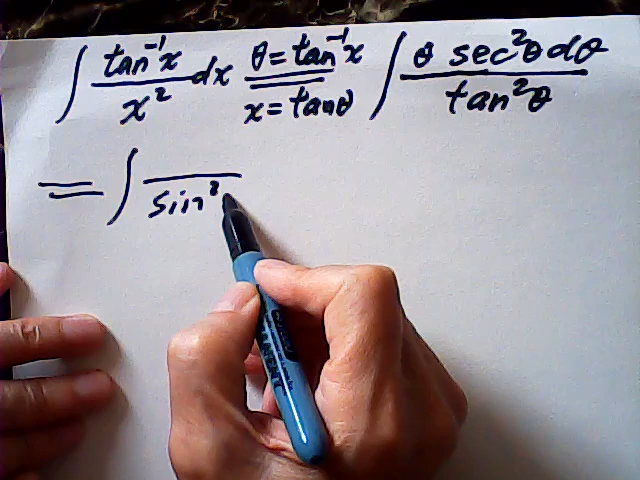 ∫ tan⁻¹x / x² dx θ = tan⁻¹x x = tanθ ∫ θ sec²θ dθ / tan²θ
= ∫ / sin²